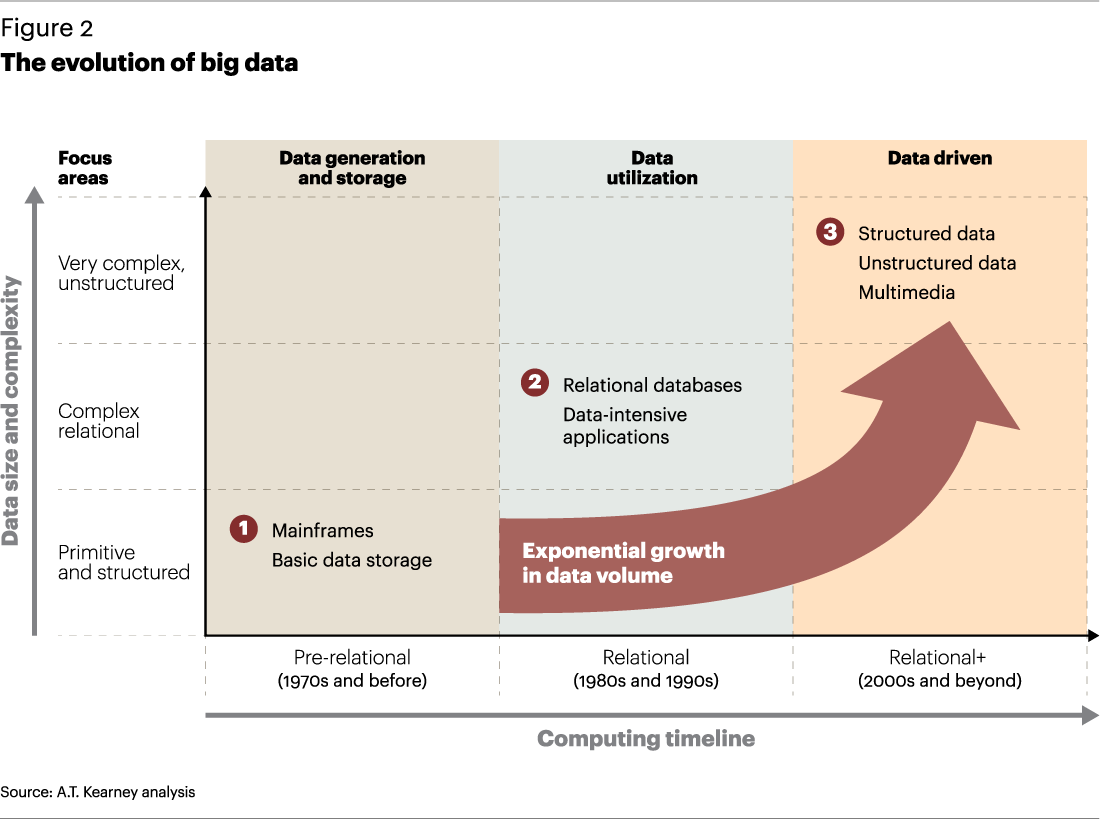 Figure 2
The evolution of big data
Focus
areas
Data generation
and storage
Data
utilization
Data driven
Data size and complexity
Very complex,
unstructured
3
Structured data
Unstructured data
Multimedia
Complex
relational
2
Relational databases
Data-intensive
applications
Primitive
and structured
1
Mainframes
Basic data storage
Exponential growth
in data volume
Pre-relational
(1970s and before)
Relational
(1980s and 1990s)
Relational+
(2000s and beyond)
Computing timeline
Source: A.T. Kearney analysis